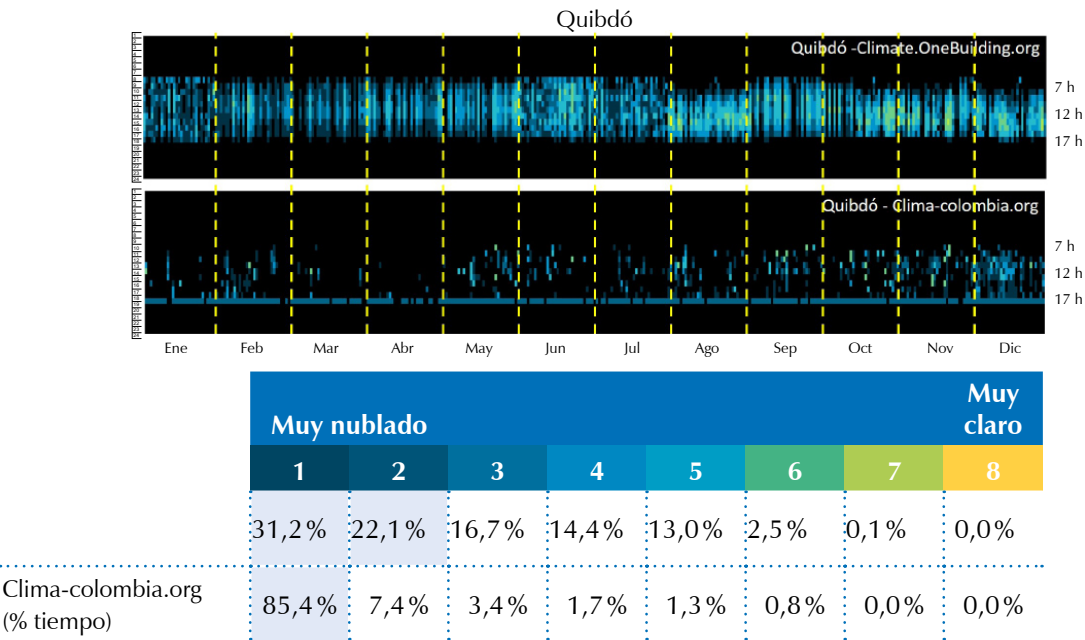 Quibdó
Quibdó -Climate.OneBuilding.org
7 h
12 h
17 h
Quibdó - Clima-colombia.org
7 h
12 h
17 h
Ene Feb Mar Abr May Jun Jul Ago Sep Oct Nov Dic
Muy nublado Muy claro
1 2 3 4 5 6 7 8
31,2% 22,1% 16,7% 14,4% 13,0% 2,5% 0,1% 0,0%
Clima-colombia.org
(% tiempo)
85,4% 7,4% 3,4% 1,7% 1,3% 0,8% 0,0% 0,0%